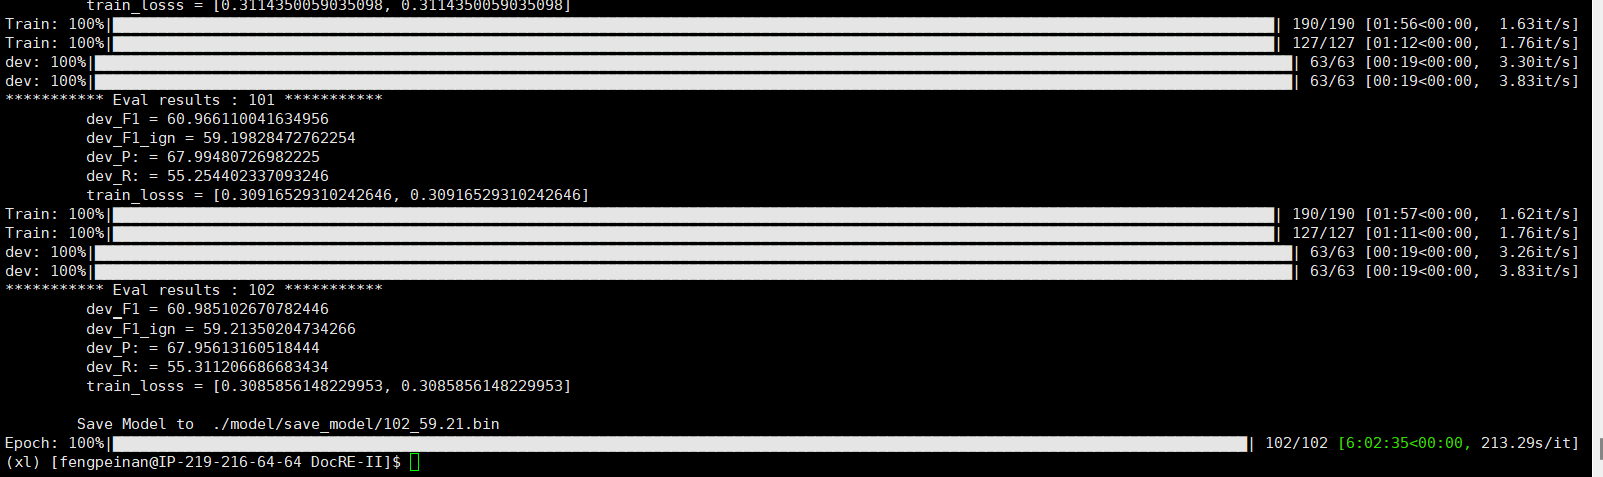 train_losss = [0.3114350059035098, 0.3114350059035098]
Train: 100%| | 190/190 [01:56<00:00, 1.63it/s]
Train: 100%| | 127/127 [01:12<00:00, 1.76it/s]
dev: 100%| | 63/63 [00:19<00:00, 3.30it/s]
dev: 100%| | 63/63 [00:19<00:00, 3.83it/s]
*********** Eval results : 101 ***********
dev_F1 = 60.966110041634956
dev_F1_ign = 59.19828472762254
dev_P: = 67.99480726982225
dev_R: = 55.254402337093246
train_losss = [0.30916529310242646, 0.30916529310242646]
Train: 100%| | 190/190 [01:57<00:00, 1.62it/s]
Train: 100%| | 127/127 [01:11<00:00, 1.76it/s]
dev: 100%| | 63/63 [00:19<00:00, 3.26it/s]
dev: 100%| | 63/63 [00:19<00:00, 3.83it/s]
*********** Eval results : 102 ***********
dev_F1 = 60.985102670782446
dev_F1_ign = 59.21350204734266
dev_P: = 67.95613160518444
dev_R: = 55.311206686683434
train_losss = [0.3085856148229953, 0.3085856148229953]
Save Model to ./model/save_model/102_59.21.bin
Epoch: 100%| | 102/102 [6:02:35<00:00, 213.29s/it]
(xl) [fengpeinan@IP-219-216-64-64 DocRE-II]$